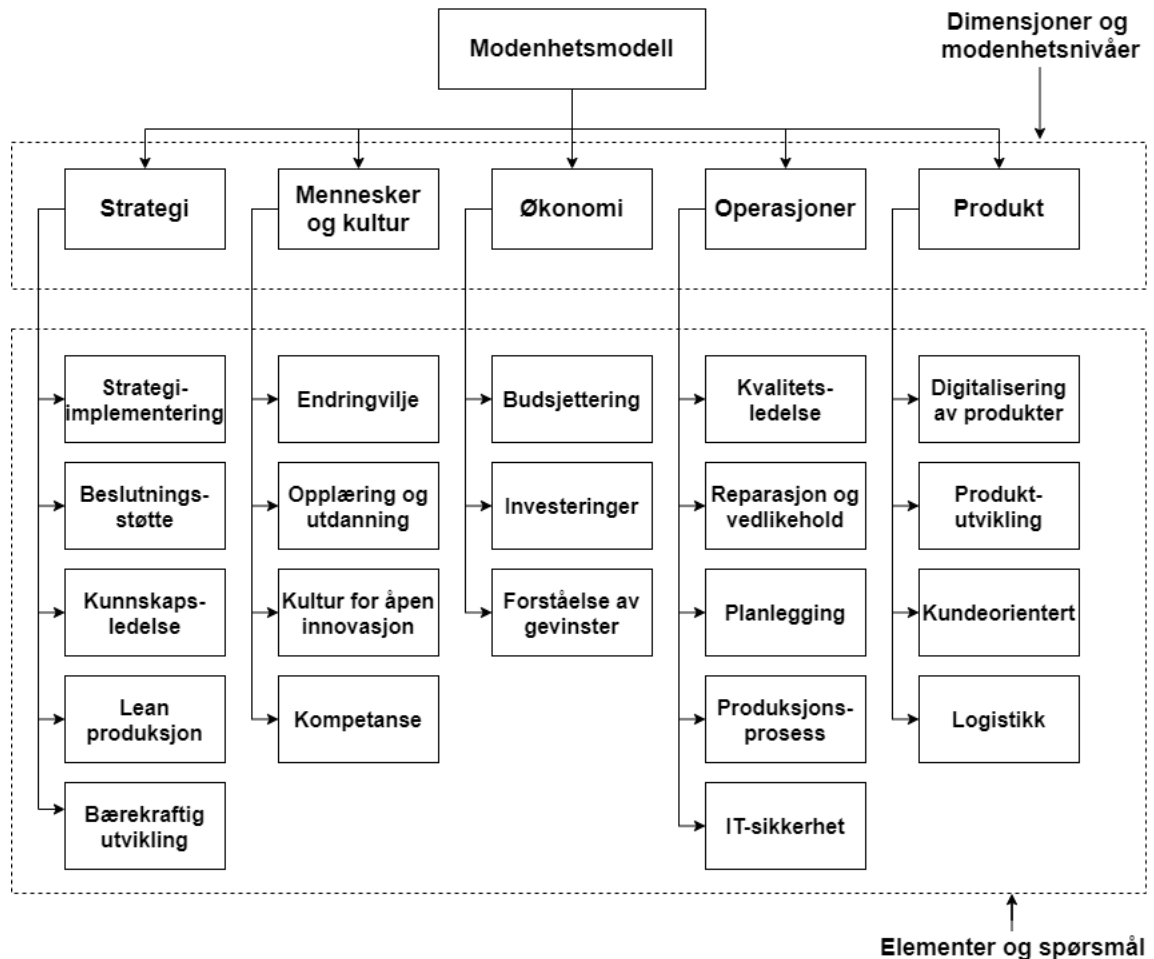 Modenhetsmodell
Dimensjoner og
modenhetsnivåer
Strategi
Mennesker
og kultur
Økonomi
Operasjoner
Produkt
Strategi-
implementering
Beslutnings-
støtte
Kunnskaps-
ledelse
Lean
produksjon
Bærekraftig
utvikling
Endringvilje
Opplæring og
utdanning
Kultur for åpen
innovasjon
Kompetanse
Budsjettering
Investeringer
Forståelse av
gevinster
Kvalitets-
ledelse
Reparasjon og
vedlikehold
Planlegging
Produksjons-
prosess
IT-sikkerhet
Digitalisering
av produkter
Produkt-
utvikling
Kundeorientert
Logistikk
Elementer og spørsmål